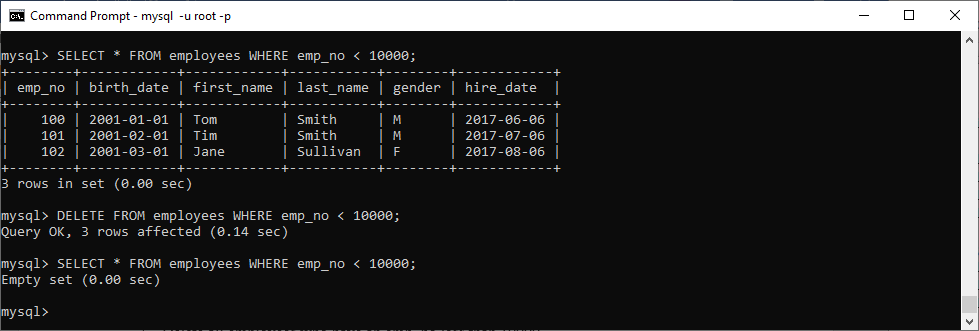 Command Prompt - mysql  -u root -p
mysql> SELECT * FROM employees WHERE emp_no < 10000;
+--------+------------+------------+-----------+--------+------------+
| emp_no | birth_date | first_name | last_name | gender | hire_date  |
+--------+------------+------------+-----------+--------+------------+
|    100 | 2001-01-01 | Tom        | Smith     | M      | 2017-06-06 |
|    101 | 2001-02-01 | Tim        | Smith     | M      | 2017-07-06 |
|    102 | 2001-03-01 | Jane       | Sullivan  | F      | 2017-08-06 |
+--------+------------+------------+-----------+--------+------------+
3 rows in set (0.00 sec)
mysql> DELETE FROM employees WHERE emp_no < 10000;
Query OK, 3 rows affected (0.14 sec)
mysql> SELECT * FROM employees WHERE emp_no < 10000;
Empty set (0.00 sec)
mysql>